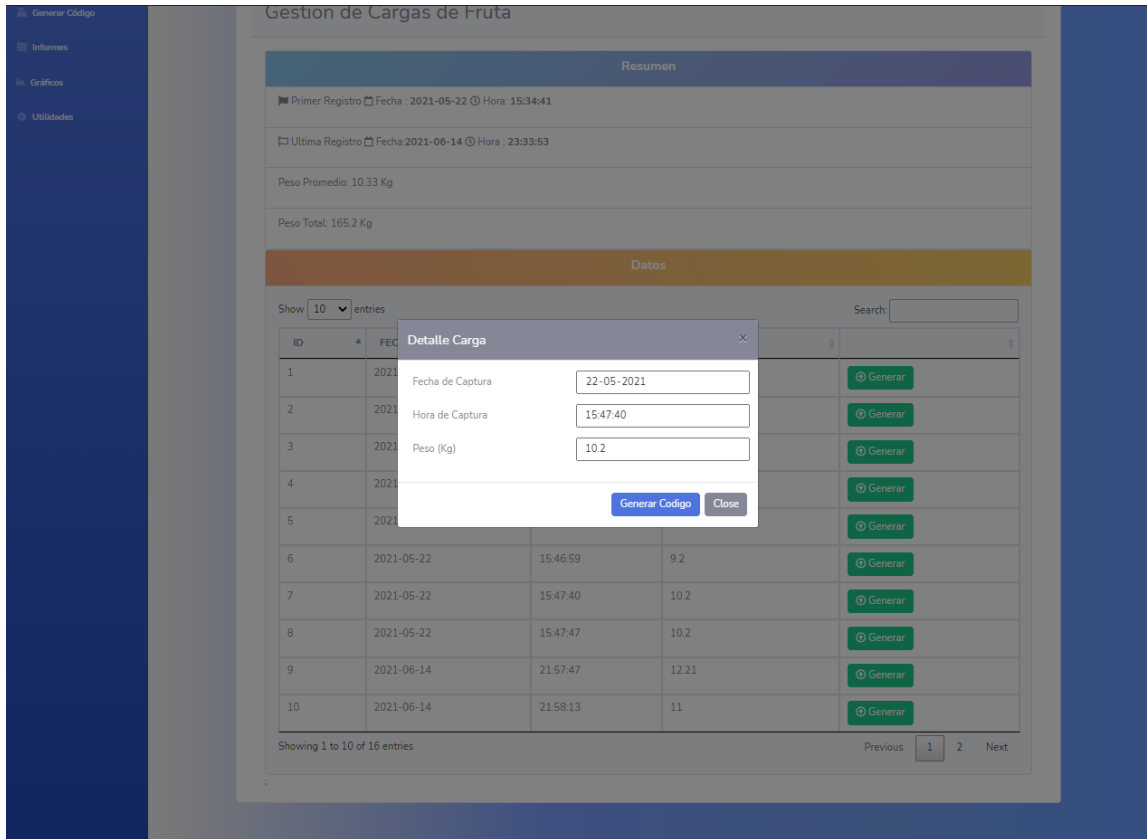 Generar Código
Informes
Gráficos
Utilidades
Gestion de Cargas de Fruta
Resumen
Primer Registro Fecha : 2021-05-22 Hora: 15:34:41
Ultima Registro Fecha:2021-06-14 Hora : 23:33:53
Peso Promedio: 10.33 Kg
Peso Total: 165.2 Kg
Datos
Show 10 entries Search:
ID FEC
Detalle Carga ×
Fecha de Captura 22-05-2021
Hora de Captura 15:47:40
Peso (Kg) 10.2
Generar Codigo Close
1 2021 Generar
2 2021 Generar
3 2021 Generar
4 2021 Generar
5 2021 Generar
6 2021-05-22 15:46:59 9.2 Generar
7 2021-05-22 15:47:40 10.2 Generar
8 2021-05-22 15:47:47 10.2 Generar
9 2021-06-14 21:57:47 12.21 Generar
10 2021-06-14 21:58:13 11 Generar
Showing 1 to 10 of 16 entries Previous 1 2 Next
;